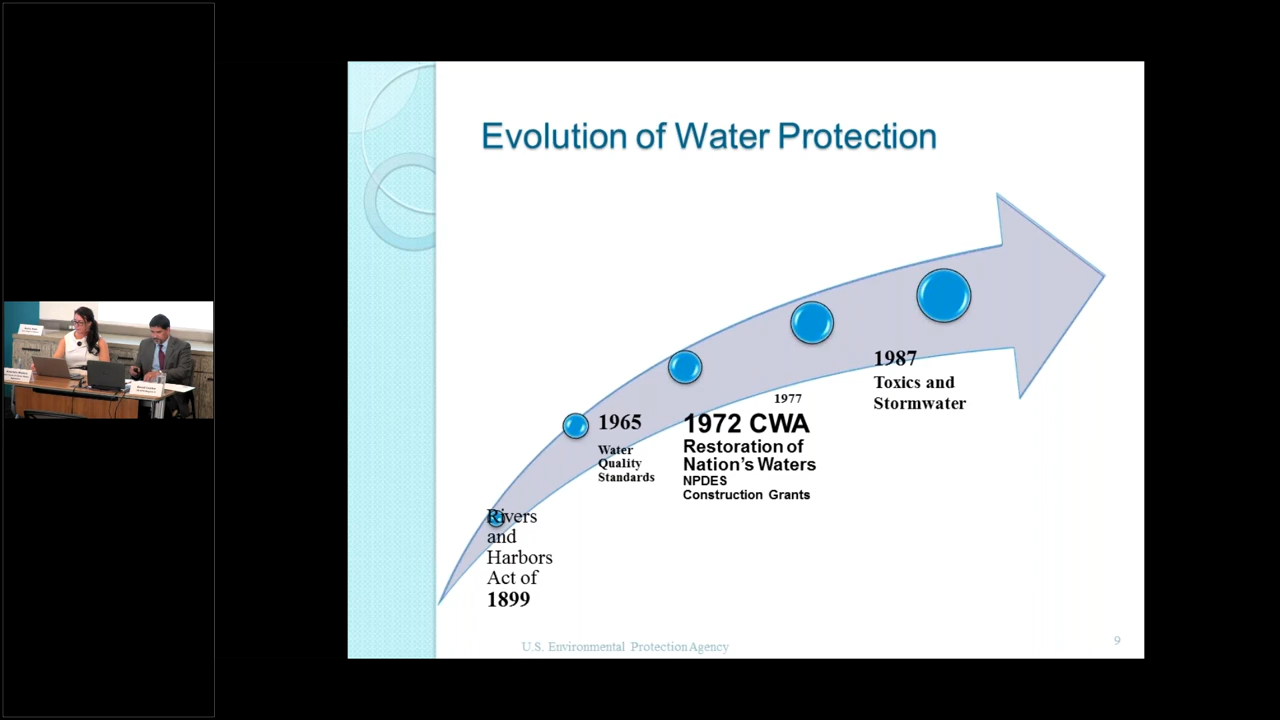 Evolution of Water Protection
1987
Toxics and
Stormwater
1977
1965
Water
Quality
Standards
1972 CWA
Restoration of
Nation's Waters
NPDES
Construction Grants
Rivers
and
Harbors
Act of
1899
U.S. Environmental Protection Agency
9